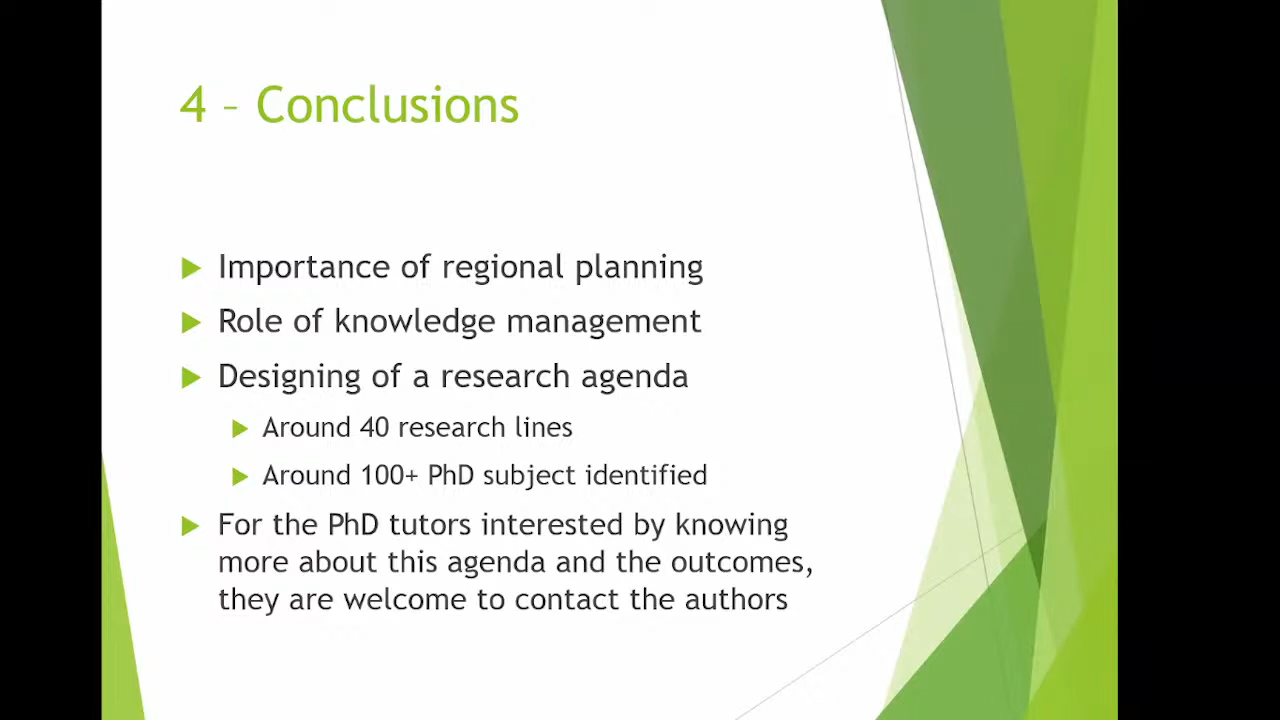 4 – Conclusions
Importance of regional planning
Role of knowledge management
Designing of a research agenda
Around 40 research lines
Around 100+ PhD subject identified
For the PhD tutors interested by knowing
more about this agenda and the outcomes,
they are welcome to contact the authors